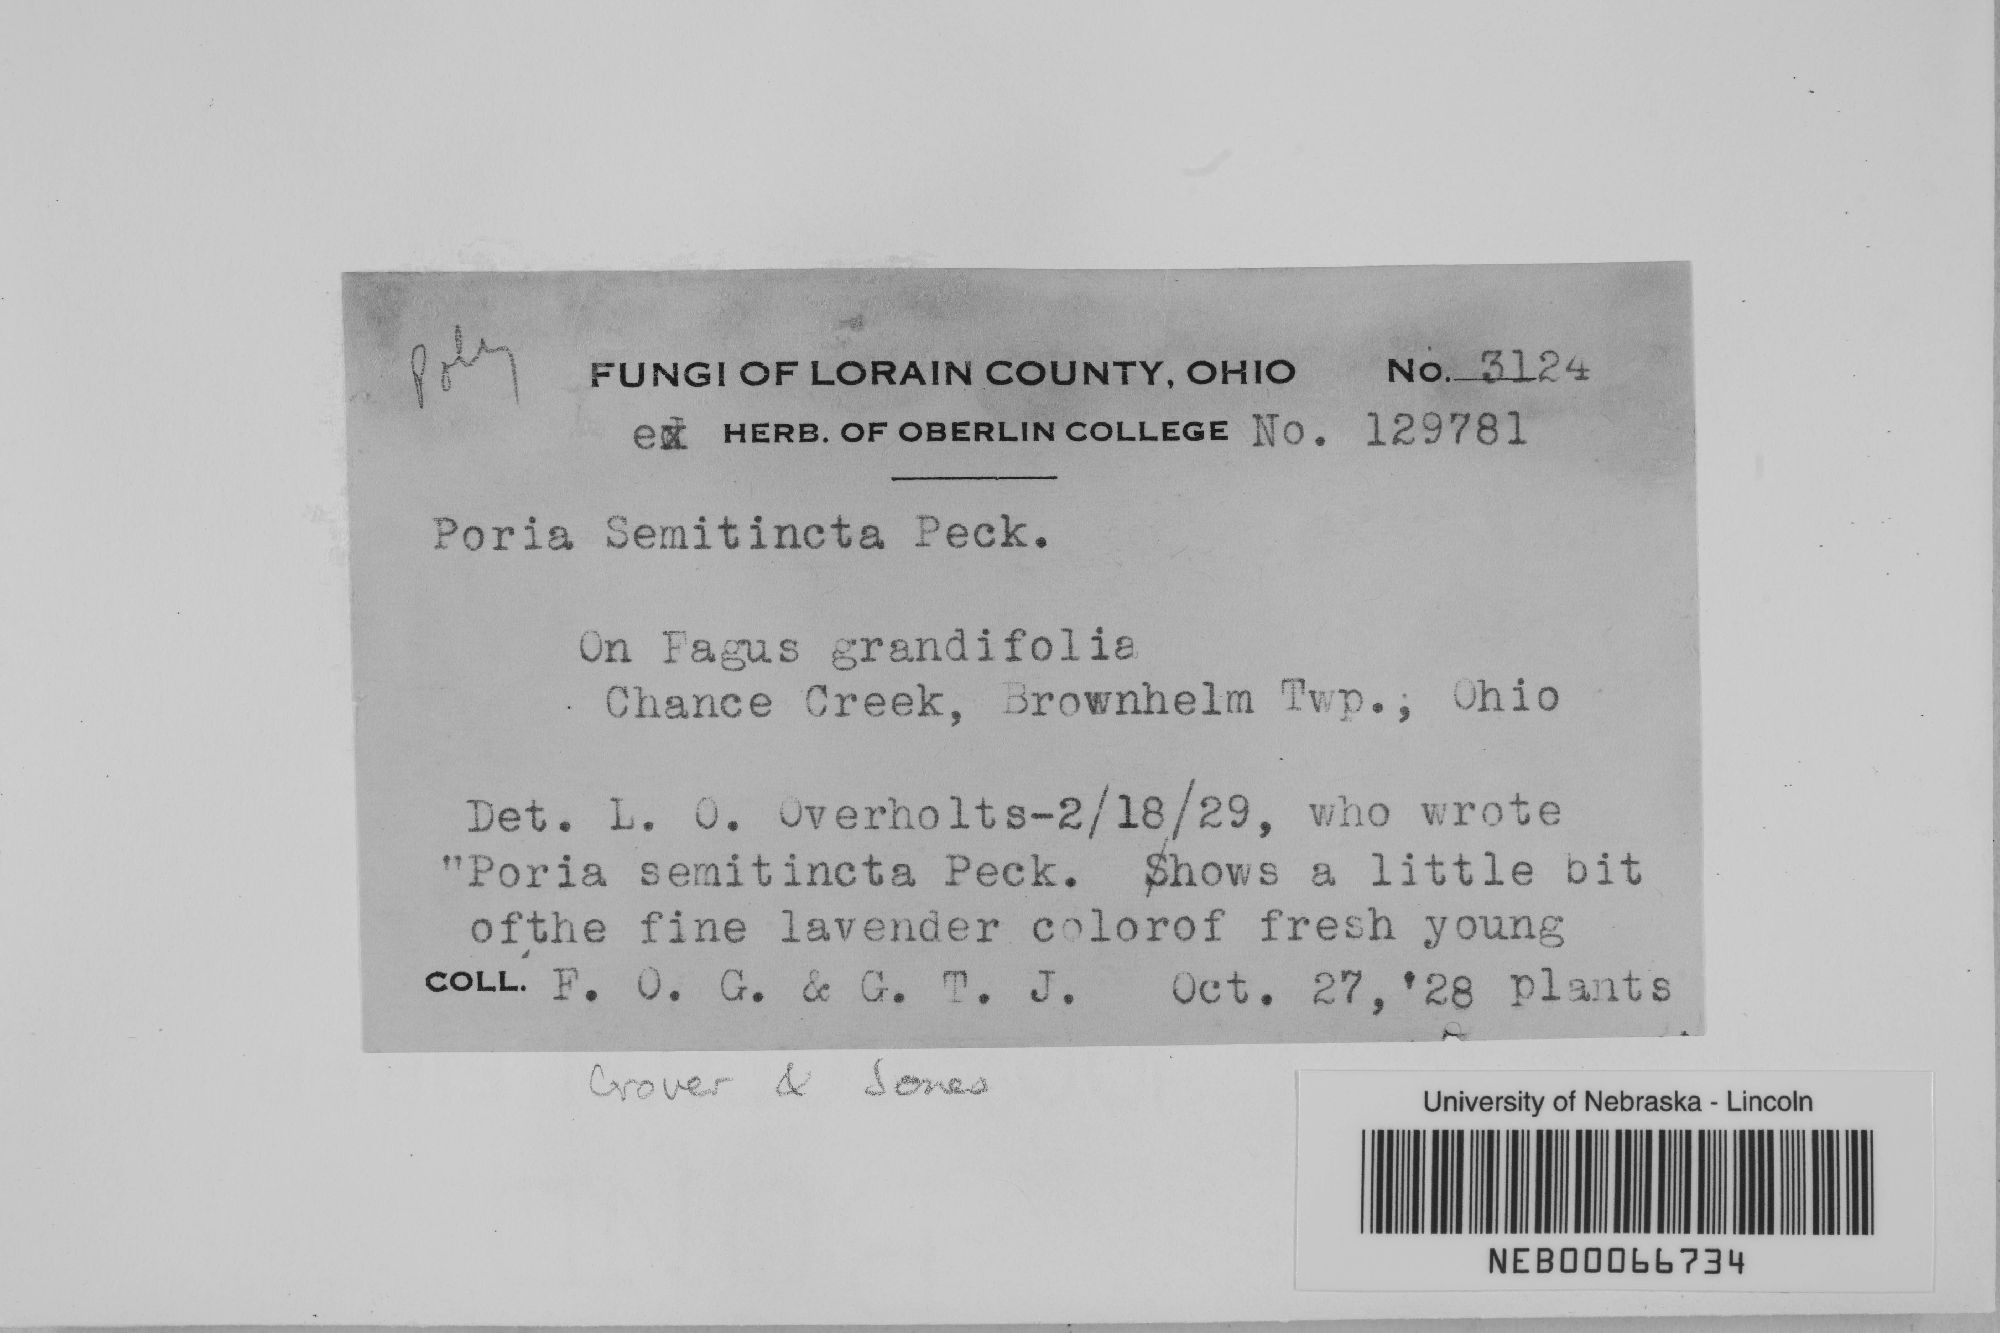 Poly
FUNGI OF LORAIN COUNTY, OHIO No. 3124
ex HERB. OF OBERLIN COLLEGE No. 129781
Poria Semitincta Peck.
On Fagus grandifolia
Chance Creek, Brownhelm Twp.; Ohio
Det. L. O. Overholts-2/18/29, who wrote
"Poria semitincta Peck. Shows a little bit
ofthe fine lavender colorof fresh young
COLL. F. O. G. & G. T. J. Oct. 27, '28 plants
Grover & Jones
University of Nebraska - Lincoln
NEB00066734